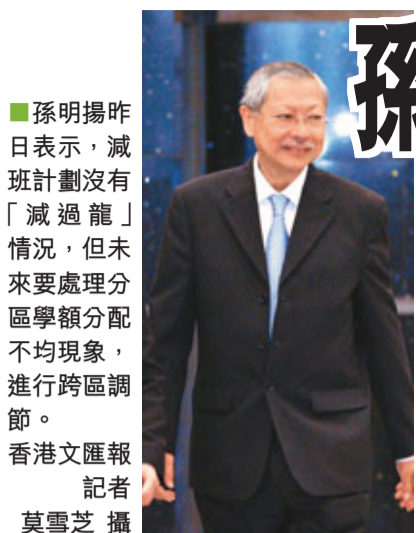 ■孫明揚昨
日表示，減
班計劃沒有
「減過龍」
情況，但未
來要處理分
區學額分配
不均現象，
進行跨區調
節。
香港文匯報
記者
莫雪芝 攝
孫